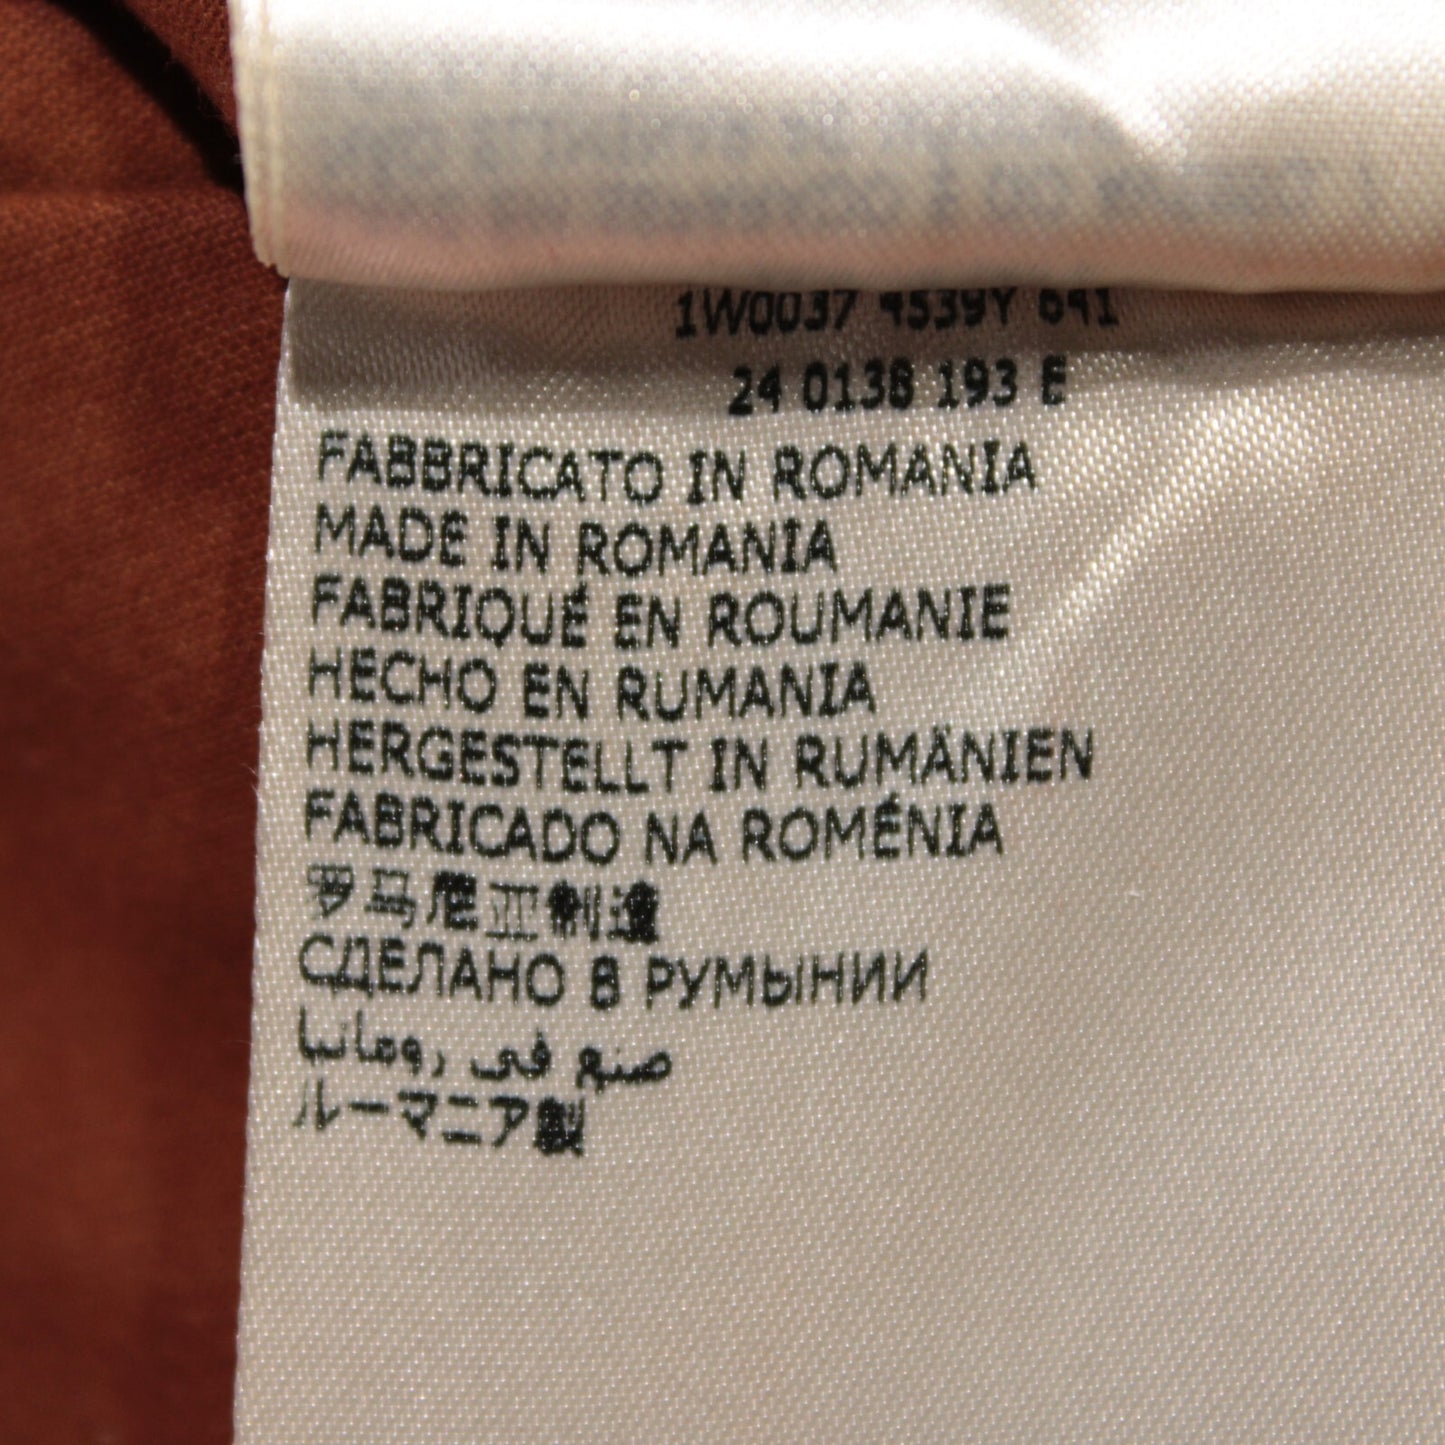 1W0037 4539Y 641
24 0138 193 E
FABBRICATO IN ROMANIA
MADE IN ROMANIA
FABRIQUÉ EN ROUMANIE
HECHO EN RUMANIA
HERGESTELLT IN RUMÄNIEN
FABRICADO NA ROMÉNIA
罗马尼亚制造
СДЕЛАНО В РУМЫНИИ
صنع في رومانيا
ルーマニア製